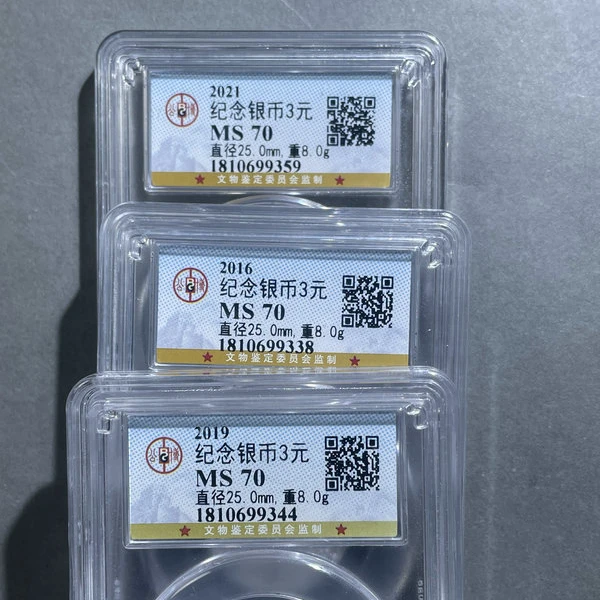 2021
纪念银币3元
MS 70
直径25.0mm,重8.0g
1810699359
文物鉴定委员会监制
2016
纪念银币3元
MS 70
直径25.0mm,重8.0g
1810699338
文物鉴定委员会监制
2019
纪念银币3元
MS 70
直径25.0mm,重8.0g
1810699344
文物鉴定委员会监制